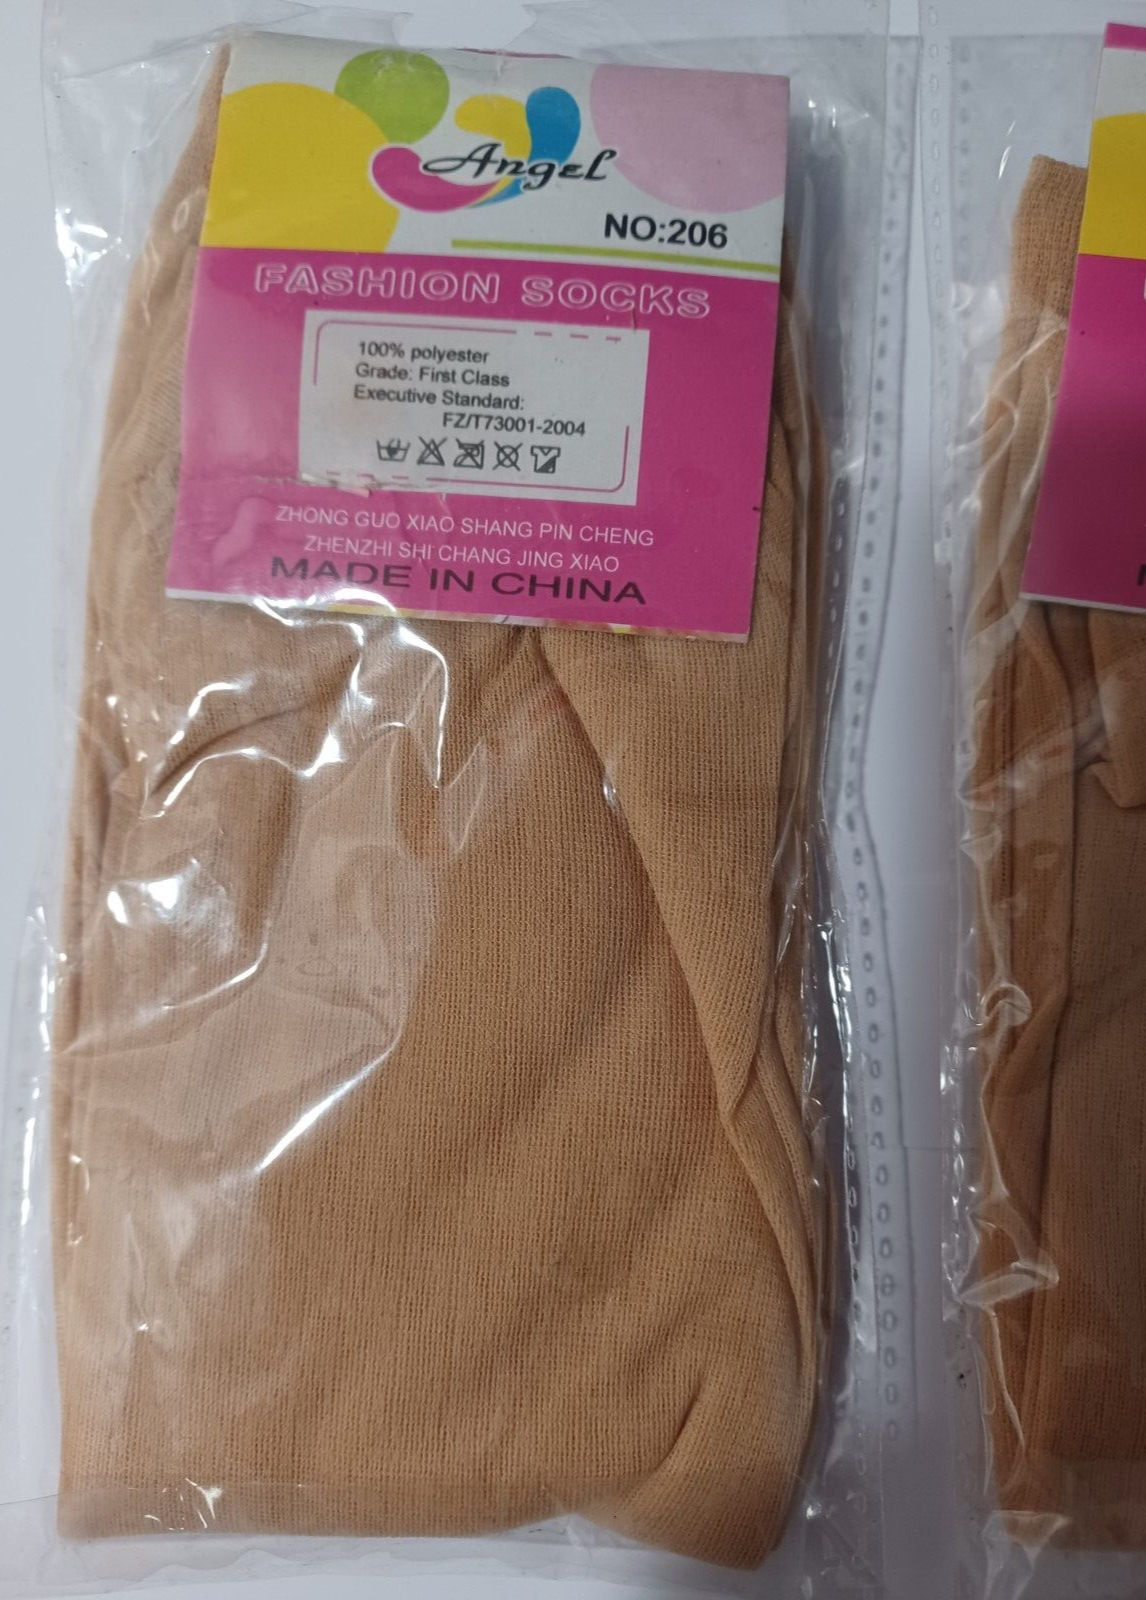 Angel
NO:206
FASHION SOCKS
100% polyester
Grade: First Class
Executive Standard:
FZ/T73001-2004
ZHONG GUO XIAO SHANG PIN CHENG
ZHENZHI SHI CHANG JING XIAO
MADE IN CHINA